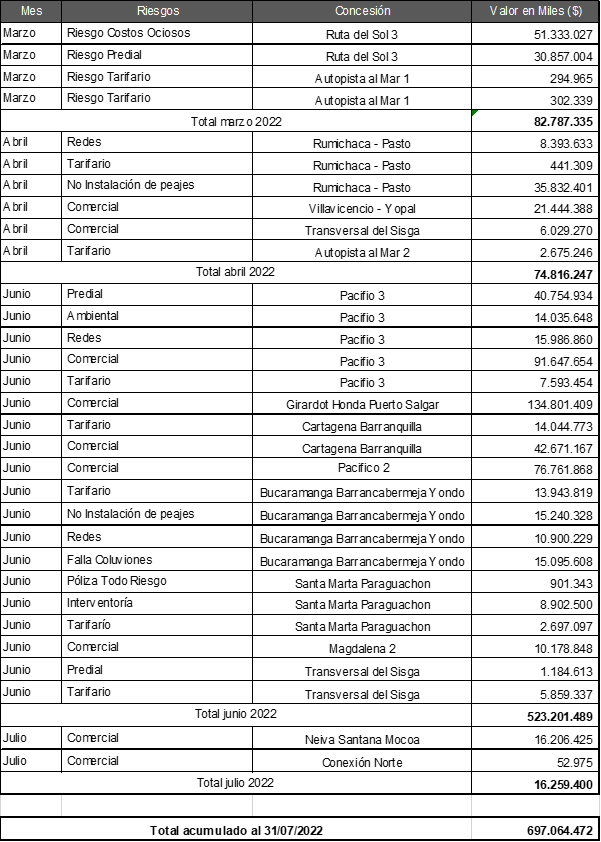 Mes Riesgos Concesión Valor en Miles ($)
Marzo Riesgo Costos Ociosos Ruta del Sol 3 51.333.027
Marzo Riesgo Predial Ruta del Sol 3 30.857.004
Marzo Riesgo Tarifario Autopista al Mar 1 294.965
Marzo Riesgo Tarifario Autopista al Mar 1 302.339
Total marzo 2022 82.787.335
Abril Redes Rumichaca - Pasto 8.393.633
Abril Tarifario Rumichaca - Pasto 441.309
Abril No Instalación de peajes Rumichaca - Pasto 35.832.401
Abril Comercial Villavicencio - Yopal 21.444.388
Abril Comercial Transversal del Sisga 6.029.270
Abril Tarifario Autopista al Mar 2 2.675.246
Total abril 2022 74.816.247
Junio Predial Pacifio 3 40.754.934
Junio Ambiental Pacifio 3 14.035.648
Junio Redes Pacifio 3 15.986.860
Junio Comercial Pacifio 3 91.647.654
Junio Tarifario Pacifio 3 7.593.454
Junio Comercial Girardot Honda Puerto Salgar 134.801.409
Junio Tarifario Cartagena Barranquilla 14.044.773
Junio Comercial Cartagena Barranquilla 42.671.167
Junio Comercial Pacifico 2 76.761.868
Junio Tarifario Bucaramanga Barrancabermeja Yondo 13.943.819
Junio No Instalación de peajes Bucaramanga Barrancabermeja Yondo 15.240.328
Junio Redes Bucaramanga Barrancabermeja Yondo 10.900.229
Junio Falla Coluviones Bucaramanga Barrancabermeja Yondo 15.095.608
Junio Póliza Todo Riesgo Santa Marta Paraguachon 901.343
Junio Interventoría Santa Marta Paraguachon 8.902.500
Junio Tarifarío Santa Marta Paraguachon 2.697.097
Junio Comercial Magdalena 2 10.178.848
Junio Predial Transversal del Sisga 1.184.613
Junio Tarifario Transversal del Sisga 5.859.337
Total junio 2022 523.201.489
Julio Comercial Neiva Santana Mocoa 16.206.425
Julio Comercial Conexión Norte 52.975
Total julio 2022 16.259.400
Total acumulado al 31/07/2022 697.064.472